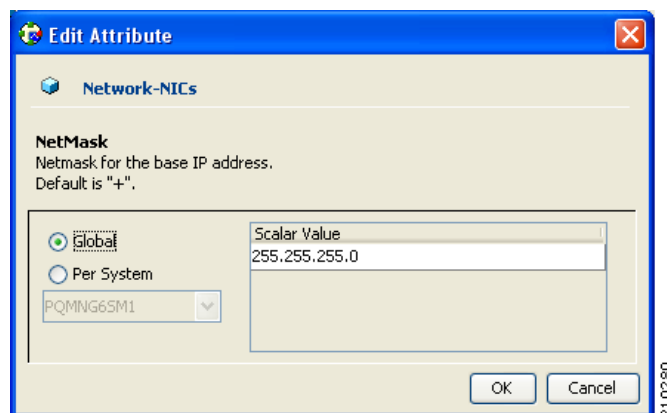 Edit Attribute
Network-NICs
NetMask
Netmask for the base IP address.
Default is "+".
Global
Scalar Value
255.255.255.0
Per System
PQMNG6SM1
OK
Cancel